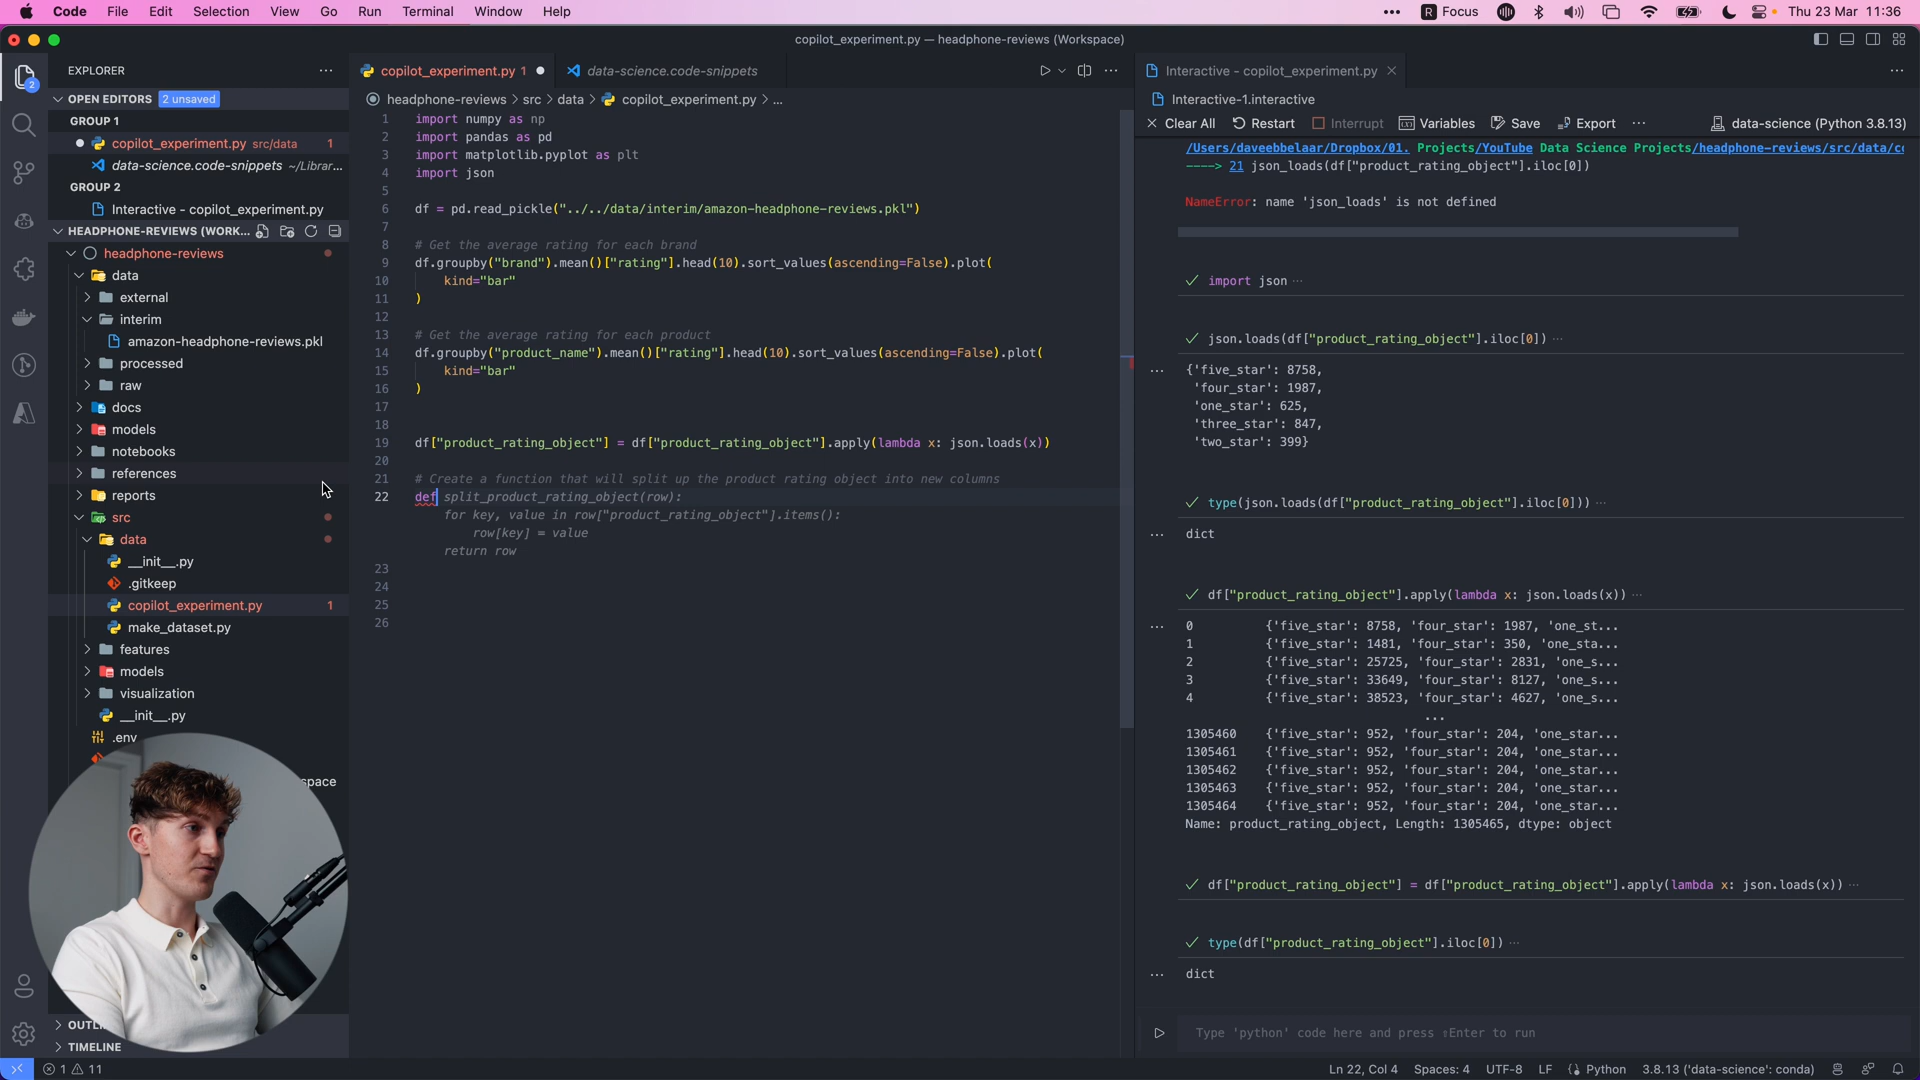 Code File Edit Selection View Go Run Terminal Window Help
Focus Thu 23 Mar 11:36
copilot_experiment.py — headphone-reviews (Workspace)
EXPLORER
OPEN EDITORS 2 unsaved
GROUP 1
copilot_experiment.py src/data 1
data-science.code-snippets ~/Librar...
GROUP 2
Interactive - copilot_experiment.py
HEADPHONE-REVIEWS (WORK...
headphone-reviews
data
external
interim
amazon-headphone-reviews.pkl
processed
raw
docs
models
notebooks
references
reports
src
data
__init__.py
.gitkeep
copilot_experiment.py 1
make_dataset.py
features
models
visualization
__init__.py
.env
space
OUTLI
TIMELINE
copilot_experiment.py 1
data-science.code-snippets
headphone-reviews > src > data > copilot_experiment.py > ...
1 import numpy as np
2 import pandas as pd
3 import matplotlib.pyplot as plt
4 import json
5
6 df = pd.read_pickle("../../data/interim/amazon-headphone-reviews.pkl")
7
8 # Get the average rating for each brand
9 df.groupby("brand").mean()["rating"].head(10).sort_values(ascending=False).plot(
10 kind="bar"
11 )
12
13 # Get the average rating for each product
14 df.groupby("product_name").mean()["rating"].head(10).sort_values(ascending=False).plot(
15 kind="bar"
16 )
17
18
19 df["product_rating_object"] = df["product_rating_object"].apply(lambda x: json.loads(x))
20
21 # Create a function that will split up the product rating object into new columns
22 def split_product_rating_object(row):
for key, value in row["product_rating_object"].items():
row[key] = value
return row
23
24
25
26
Interactive - copilot_experiment.py
Interactive-1.interactive
Clear All Restart Interrupt Variables Save Export ... data-science (Python 3.8.13)
/Users/daveebbelaar/Dropbox/01. Projects/YouTube Data Science Projects/headphone-reviews/src/data/c
----> 21 json_loads(df["product_rating_object"].iloc[0])
NameError: name 'json_loads' is not defined
import json ...
json.loads(df["product_rating_object"].iloc[0]) ...
{'five_star': 8758,
'four_star': 1987,
'one_star': 625,
'three_star': 847,
'two_star': 399}
type(json.loads(df["product_rating_object"].iloc[0])) ...
dict
df["product_rating_object"].apply(lambda x: json.loads(x)) ...
0 {'five_star': 8758, 'four_star': 1987, 'one_st...
1 {'five_star': 1481, 'four_star': 350, 'one_sta...
2 {'five_star': 25725, 'four_star': 2831, 'one_s...
3 {'five_star': 33649, 'four_star': 8127, 'one_s...
4 {'five_star': 38523, 'four_star': 4627, 'one_s...
...
1305460 {'five_star': 952, 'four_star': 204, 'one_star...
1305461 {'five_star': 952, 'four_star': 204, 'one_star...
1305462 {'five_star': 952, 'four_star': 204, 'one_star...
1305463 {'five_star': 952, 'four_star': 204, 'one_star...
1305464 {'five_star': 952, 'four_star': 204, 'one_star...
Name: product_rating_object, Length: 1305465, dtype: object
df["product_rating_object"] = df["product_rating_object"].apply(lambda x: json.loads(x)) ...
type(df["product_rating_object"].iloc[0]) ...
dict
Type 'python' code here and press ⇧Enter to run
1 11
Ln 22, Col 4 Spaces: 4 UTF-8 LF Python 3.8.13 ('data-science': conda)